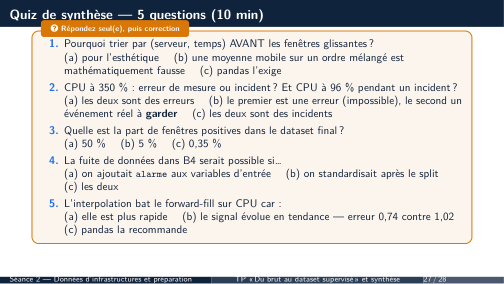 Quiz de synthèse — 5 questions (10 min)
Répondez seul(e), puis correction
1. Pourquoi trier par (serveur, temps) AVANT les fenêtres glissantes ?
(a) pour l'esthétique (b) une moyenne mobile sur un ordre mélangé est
mathématiquement fausse (c) pandas l'exige
2. CPU à 350 % : erreur de mesure ou incident ? Et CPU à 96 % pendant un incident ?
(a) les deux sont des erreurs (b) le premier est une erreur (impossible), le second un
événement réel à garder (c) les deux sont des incidents
3. Quelle est la part de fenêtres positives dans le dataset final ?
(a) 50 % (b) 5 % (c) 0,35 %
4. La fuite de données dans B4 serait possible si…
(a) on ajoutait alarme aux variables d'entrée (b) on standardisait après le split
(c) les deux
5. L'interpolation bat le forward-fill sur CPU car :
(a) elle est plus rapide (b) le signal évolue en tendance — erreur 0,74 contre 1,02
(c) pandas la recommande
Séance 2 — Données d'infrastructures et préparation TP « Du brut au dataset supervisé » et synthèse 27 / 28